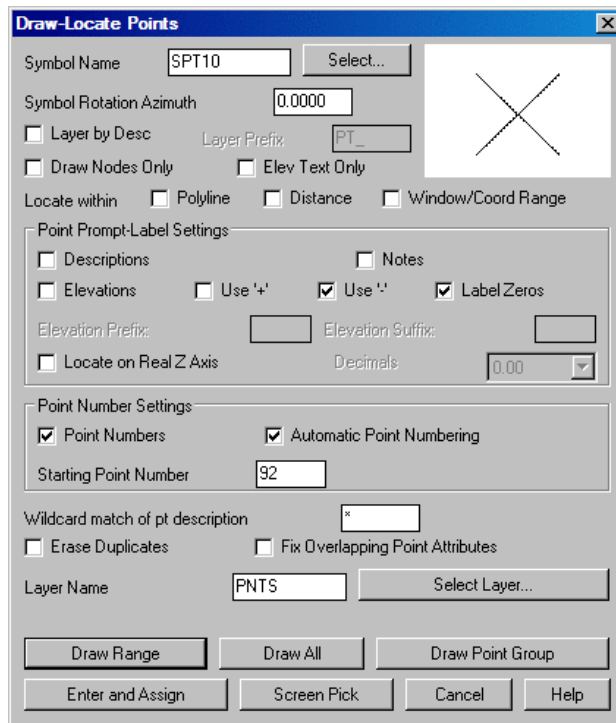 Draw-Locate Points
Symbol Name SPT10 Select...
Symbol Rotation Azimuth 0.0000
Layer by Desc Layer Prefix PT_
Draw Nodes Only Elev Text Only
Locate within Polyline Distance Window/Coord Range
Point Prompt-Label Settings
Descriptions Notes
Elevations Use '+' Use '-' Label Zeros
Elevation Prefix: Elevation Suffix:
Locate on Real Z Axis Decimals 0.00
Point Number Settings
Point Numbers Automatic Point Numbering
Starting Point Number 92
Wildcard match of pt description *
Erase Duplicates Fix Overlapping Point Attributes
Layer Name PNTS Select Layer...
Draw Range Draw All Draw Point Group
Enter and Assign Screen Pick Cancel Help